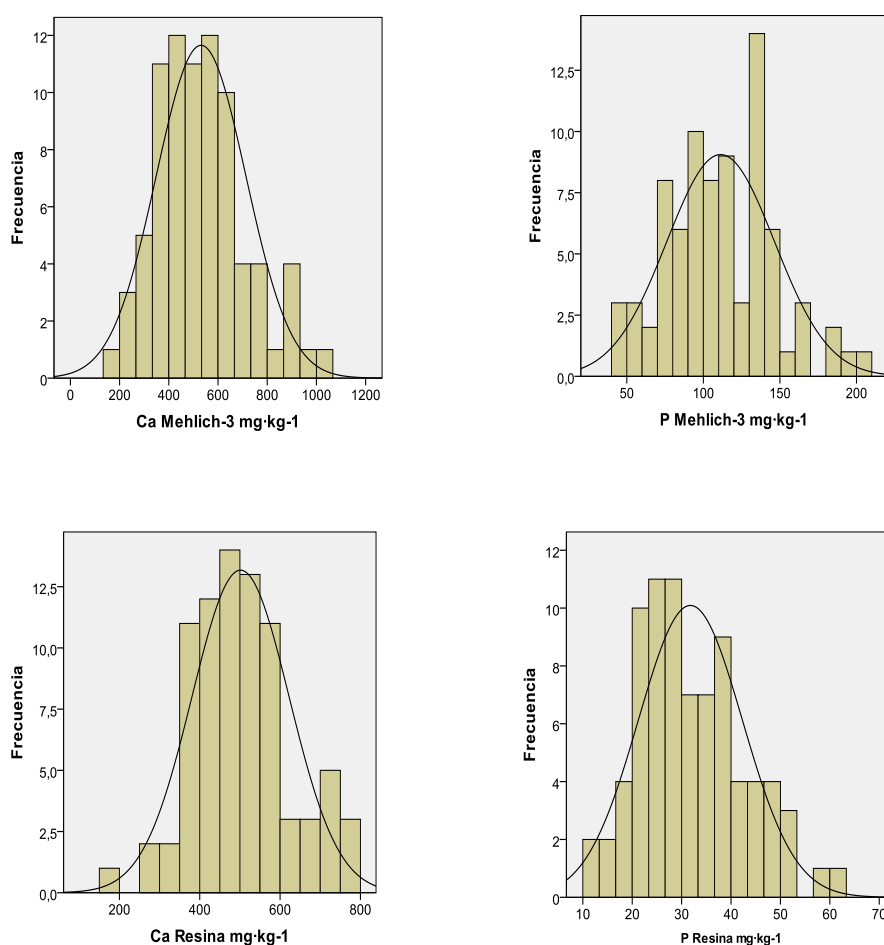 12
10
8
6
4
2
0
Frecuencia
0 200 400 600 800 1000 1200
Ca Mehlich-3 mg·kg-1
12,5
10,0
7,5
5,0
2,5
0,0
Frecuencia
50 100 150 200
P Mehlich-3 mg·kg-1
12,5
10,0
7,5
5,0
2,5
0,0
Frecuencia
200 400 600 800
Ca Resina mg·kg-1
12
10
8
6
4
2
0
Frecuencia
10 20 30 40 50 60 70
P Resina mg·kg-1